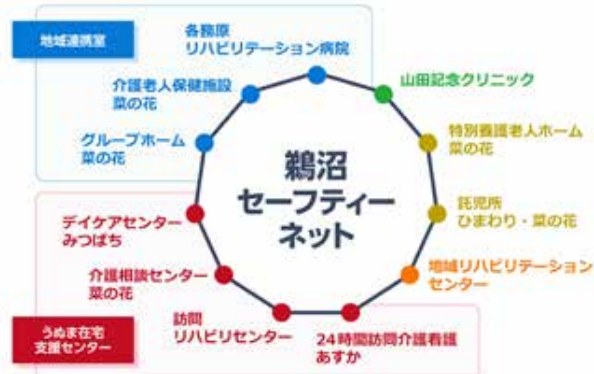 地域連携室
各務原
リハビリテーション病院
介護老人保健施設
菜の花
グループホーム
菜の花
山田記念クリニック
特別養護老人ホーム
菜の花
託児所
ひまわり・菜の花
地域リハビリテーション
センター
鵜沼
セーフティー
ネット
デイケアセンター
みつばち
介護相談センター
菜の花
訪問
リハビリセンター
24時間訪問介護看護
あすか
うぬま在宅
支援センター